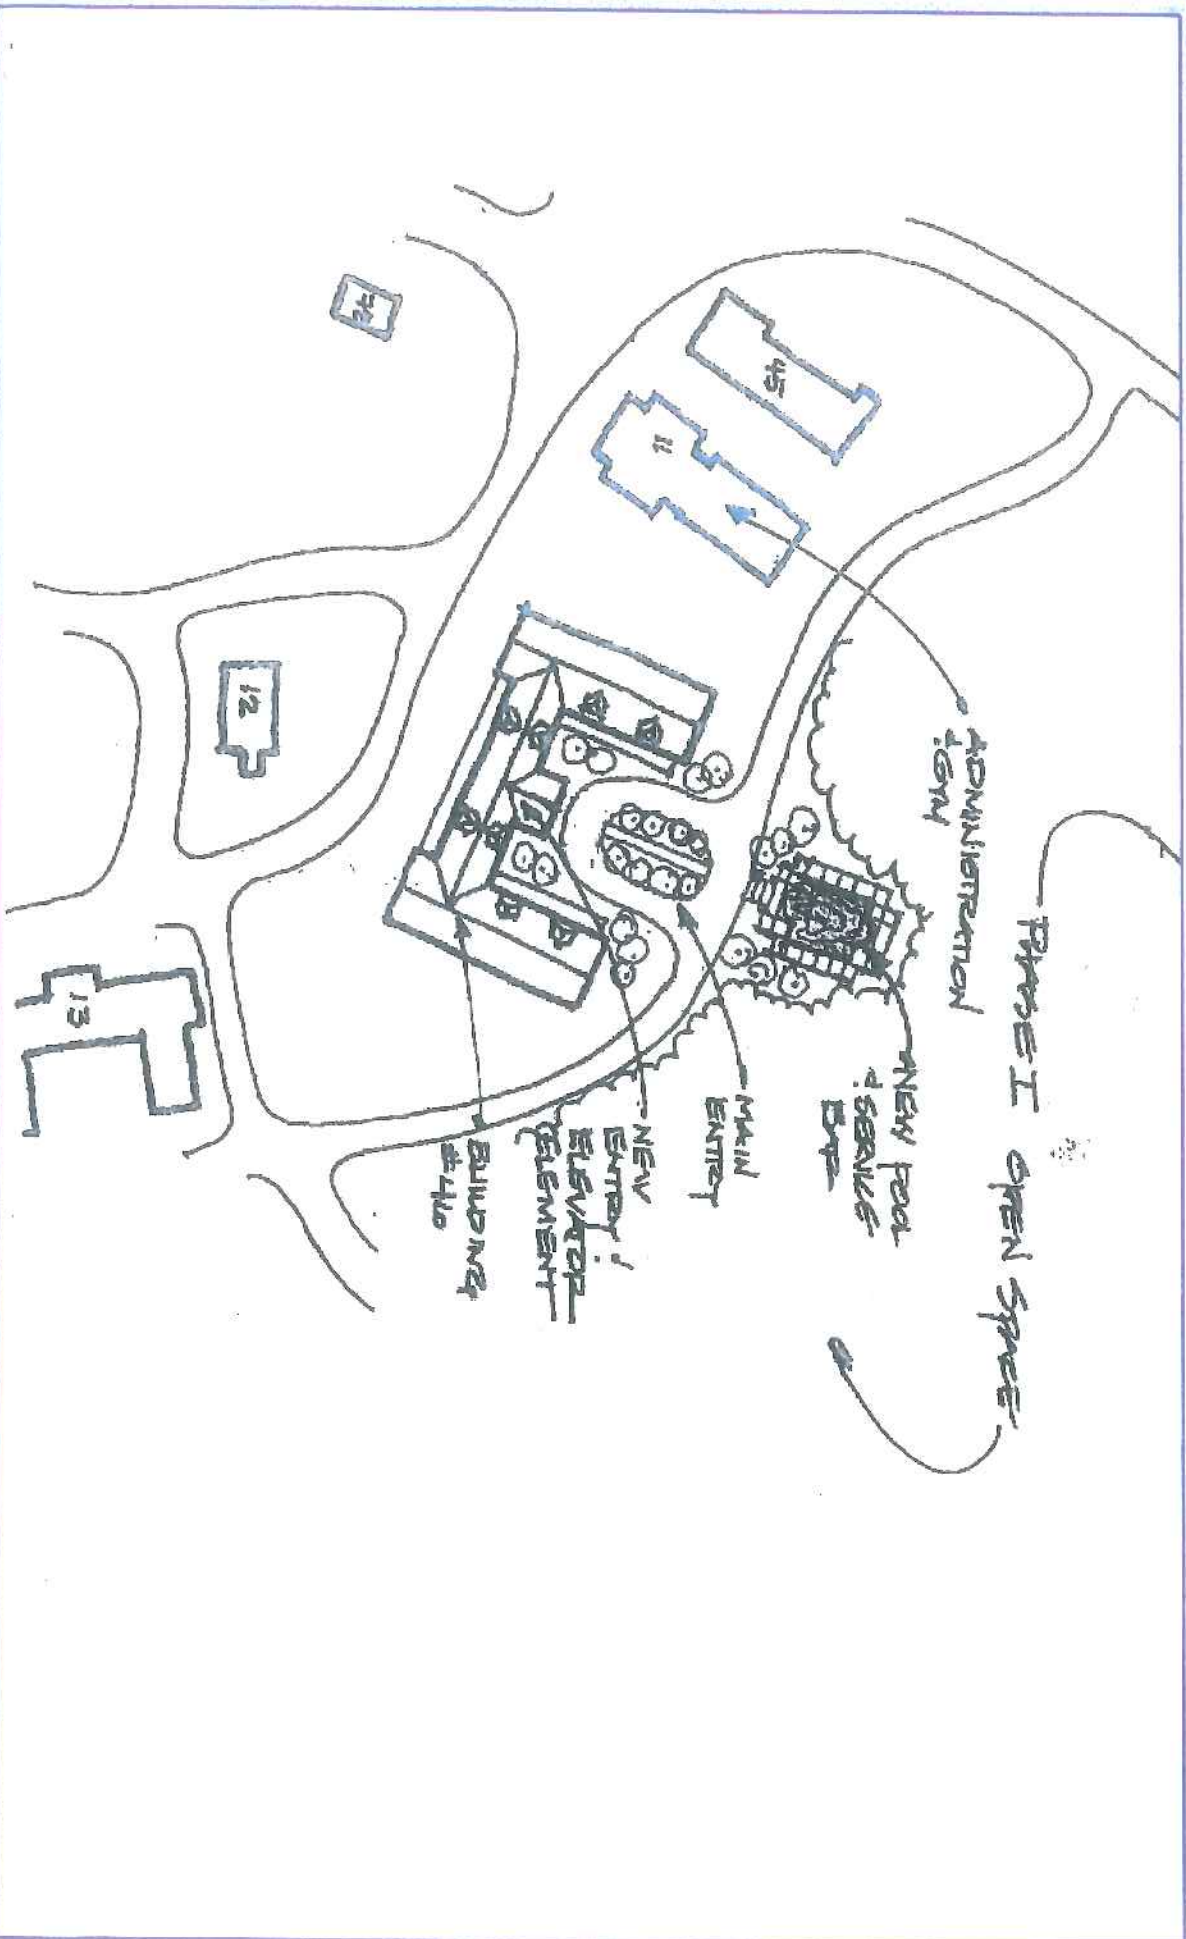 PHASE I OPEN SPACE
ADMINISTRATION
& GYM
NEW POOL
& SERVICE
BAR
MAIN
ENTRY
NEW
ENTRY /
ELEVATOR
ELEMENT
BUILDING
#46
45
11
12
13